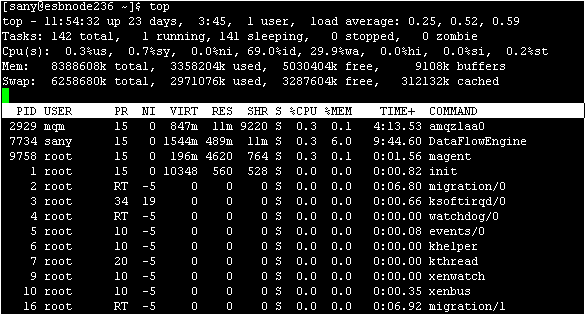 [sany@esbnode236 ~]$ top
top - 11:54:32 up 23 days,  3:45,  1 user,  load average: 0.25, 0.52, 0.59
Tasks: 142 total,   1 running, 141 sleeping,   0 stopped,   0 zombie
Cpu(s):  0.3%us,  0.7%sy,  0.0%ni, 69.0%id, 29.9%wa,  0.0%hi,  0.0%si,  0.2%st
Mem:   8388608k total,  3358204k used,  5030404k free,     9108k buffers
Swap:  6258680k total,  2971076k used,  3287604k free,   312132k cached
PID USER      PR  NI  VIRT  RES  SHR S %CPU %MEM    TIME+  COMMAND
2929 mqm       15   0  847m  11m 9220 S  0.3  0.1   4:13.53 amqzlaa0
7734 sany      15   0 1544m 489m  11m S  0.3  6.0   9:44.60 DataFlowEngine
9758 root      15   0  196m 4620  764 S  0.3  0.1   0:01.56 magent
1 root      15   0 10348  560  528 S  0.0  0.0   0:00.82 init
2 root      RT  -5     0    0    0 S  0.0  0.0   0:06.80 migration/0
3 root      34  19     0    0    0 S  0.0  0.0   0:00.66 ksoftirqd/0
4 root      RT  -5     0    0    0 S  0.0  0.0   0:00.00 watchdog/0
5 root      10  -5     0    0    0 S  0.0  0.0   0:00.08 events/0
6 root      10  -5     0    0    0 S  0.0  0.0   0:00.00 khelper
7 root      20  -5     0    0    0 S  0.0  0.0   0:00.00 kthread
9 root      10  -5     0    0    0 S  0.0  0.0   0:00.00 xenwatch
10 root      10  -5     0    0    0 S  0.0  0.0   0:00.35 xenbus
16 root      RT  -5     0    0    0 S  0.0  0.0   0:06.92 migration/1